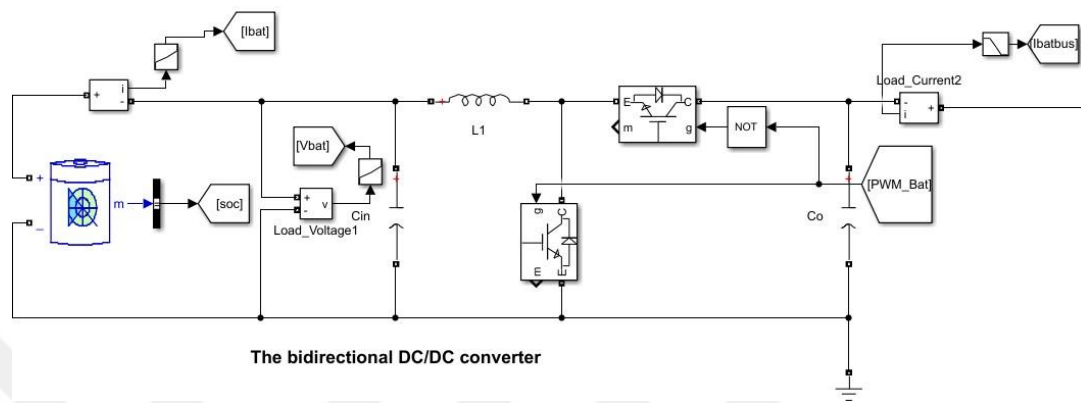 [Ibat]
Ibatbus]
+
i
-
Load_Current2
-
i
+
+
L1
E
C
m
g
NOT
[Vbat]
+
m
[soc]
+
-
v
Load_Voltage1
Cin
+
g
C
m
E
+
[PWM_Bat]
Co
-
The bidirectional DC/DC converter